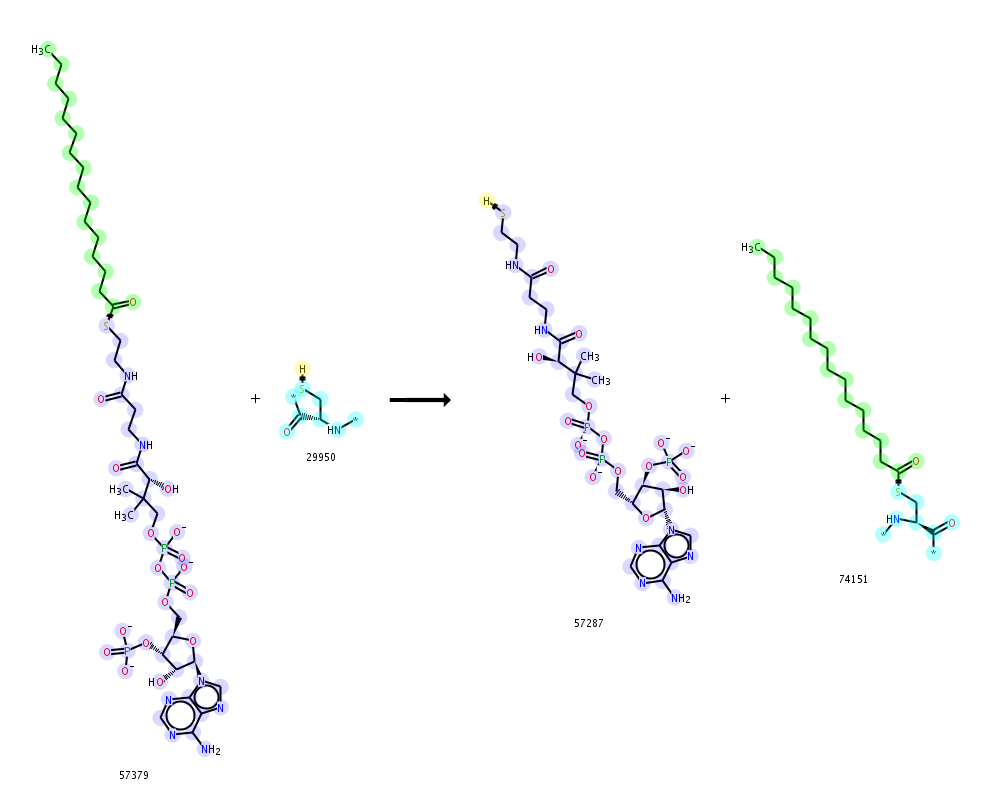 H₃C
O
S
NH
O
NH
O
OH
H₃C
H₃C
O
O⁻
P
O
O
O⁻
P
O
O
O⁻
O
P
O
O⁻
O
HO
N
N
N
N
N
NH₂
57379
+
H
S
*
O
HN
*
29950
H
S
HN
O
HN
O
HO
CH₃
CH₃
O
O
P
O⁻
O
O
P
O⁻
O
O⁻
P
O⁻
O
O
OH
O
N
N
N
N
N
NH₂
57287
+
H₃C
O
S
HN
O
*
*
74151